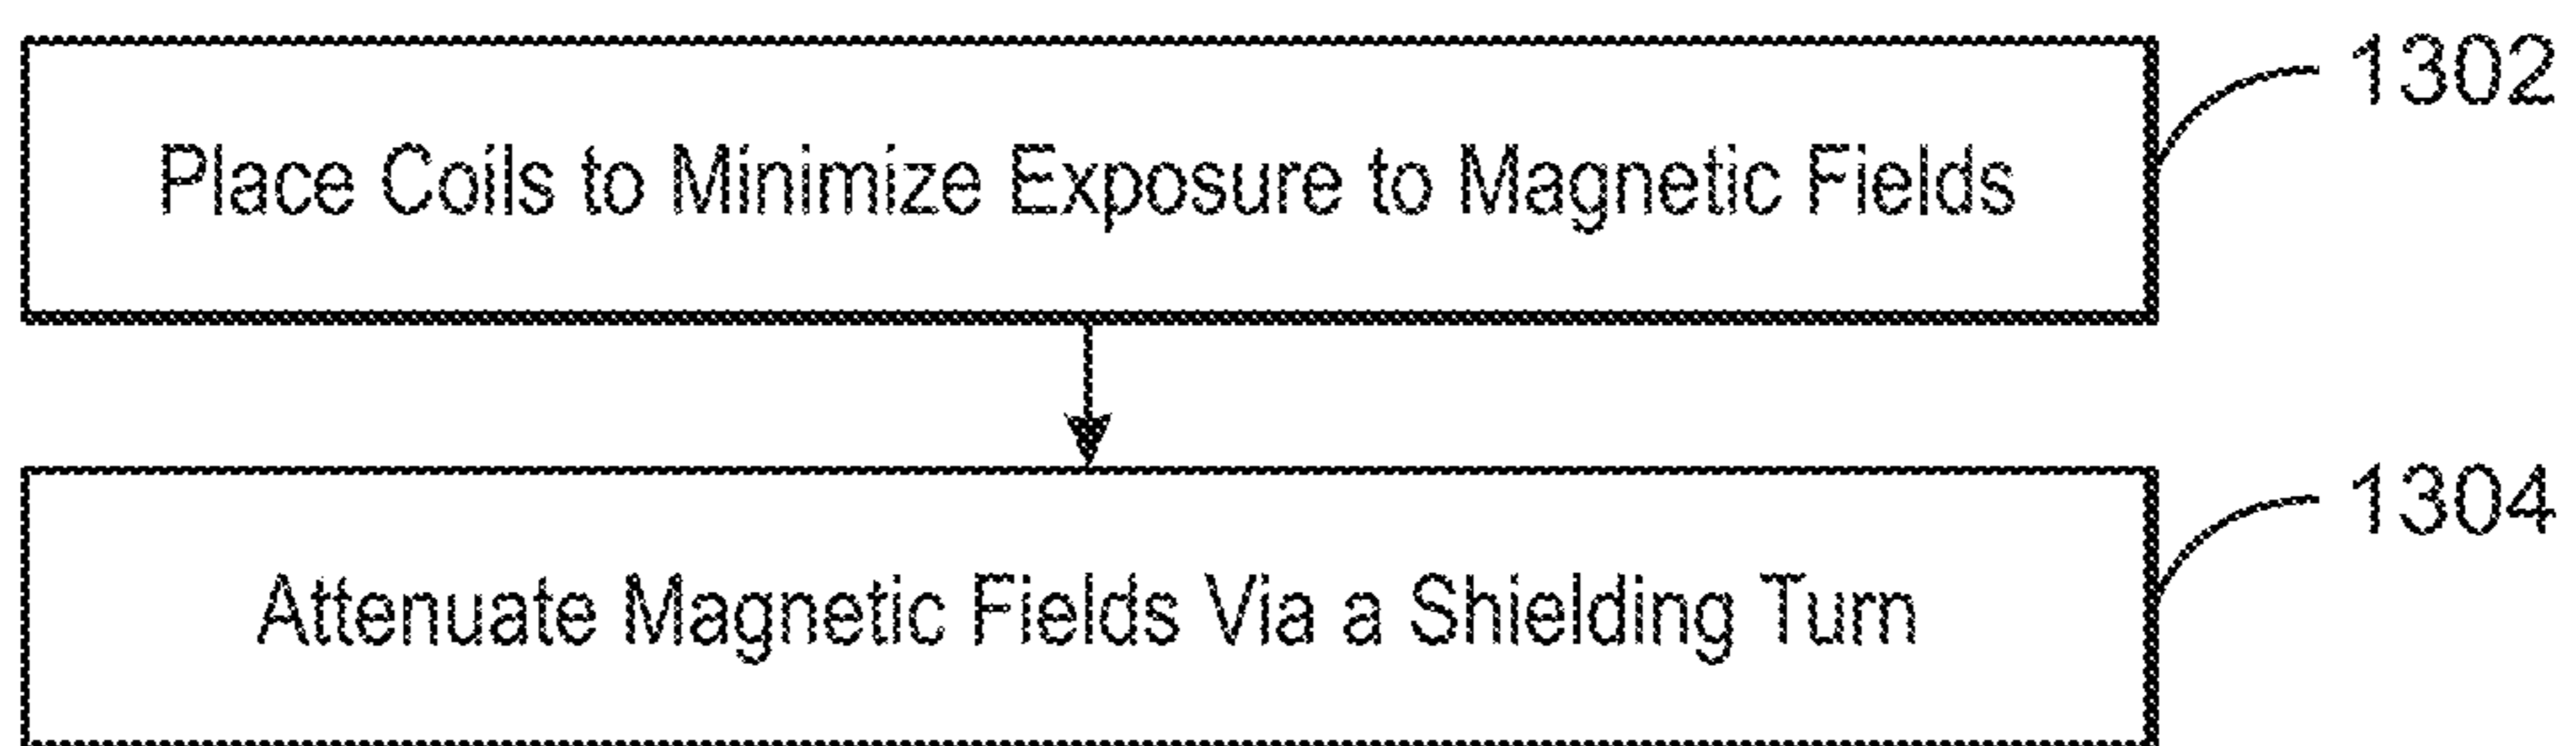 Place Coils to Minimize Exposure to Magnetic Fields
1302
Attenuate Magnetic Fields Via a Shielding Turn
1304